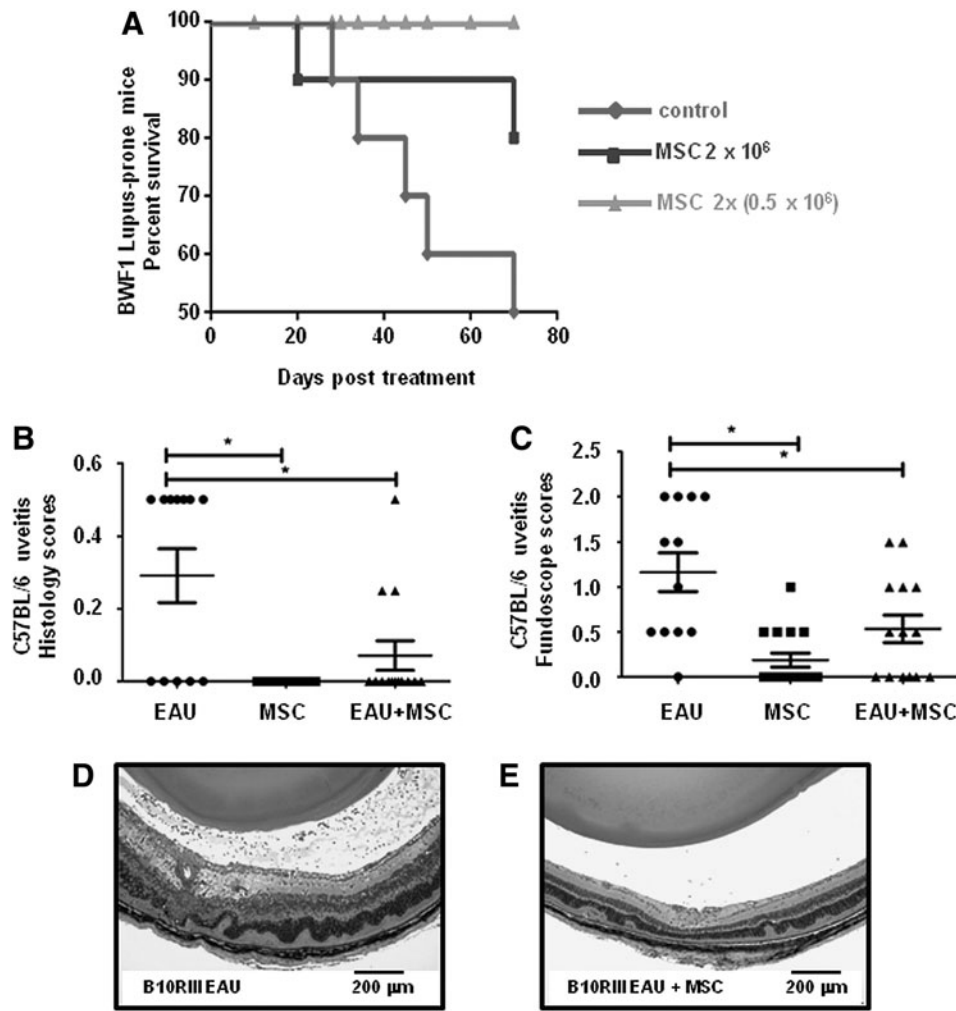 A
BWF1 Lupus-prone mice
Percent survival
100
90
80
70
60
50
0
20
40
60
80
Days post treatment
control
MSC 2 x 10⁶
MSC 2x (0.5 x 10⁶)
B
C57BL/6 uveitis
Histology scores
0.6
0.4
0.2
0.0
*
*
EAU
MSC
EAU+MSC
C
C57BL/6 uveitis
Fundoscope scores
2.5
2.0
1.5
1.0
0.5
0.0
*
*
EAU
MSC
EAU+MSC
D
B10RIII EAU
200 µm
E
B10RIII EAU + MSC
200 µm